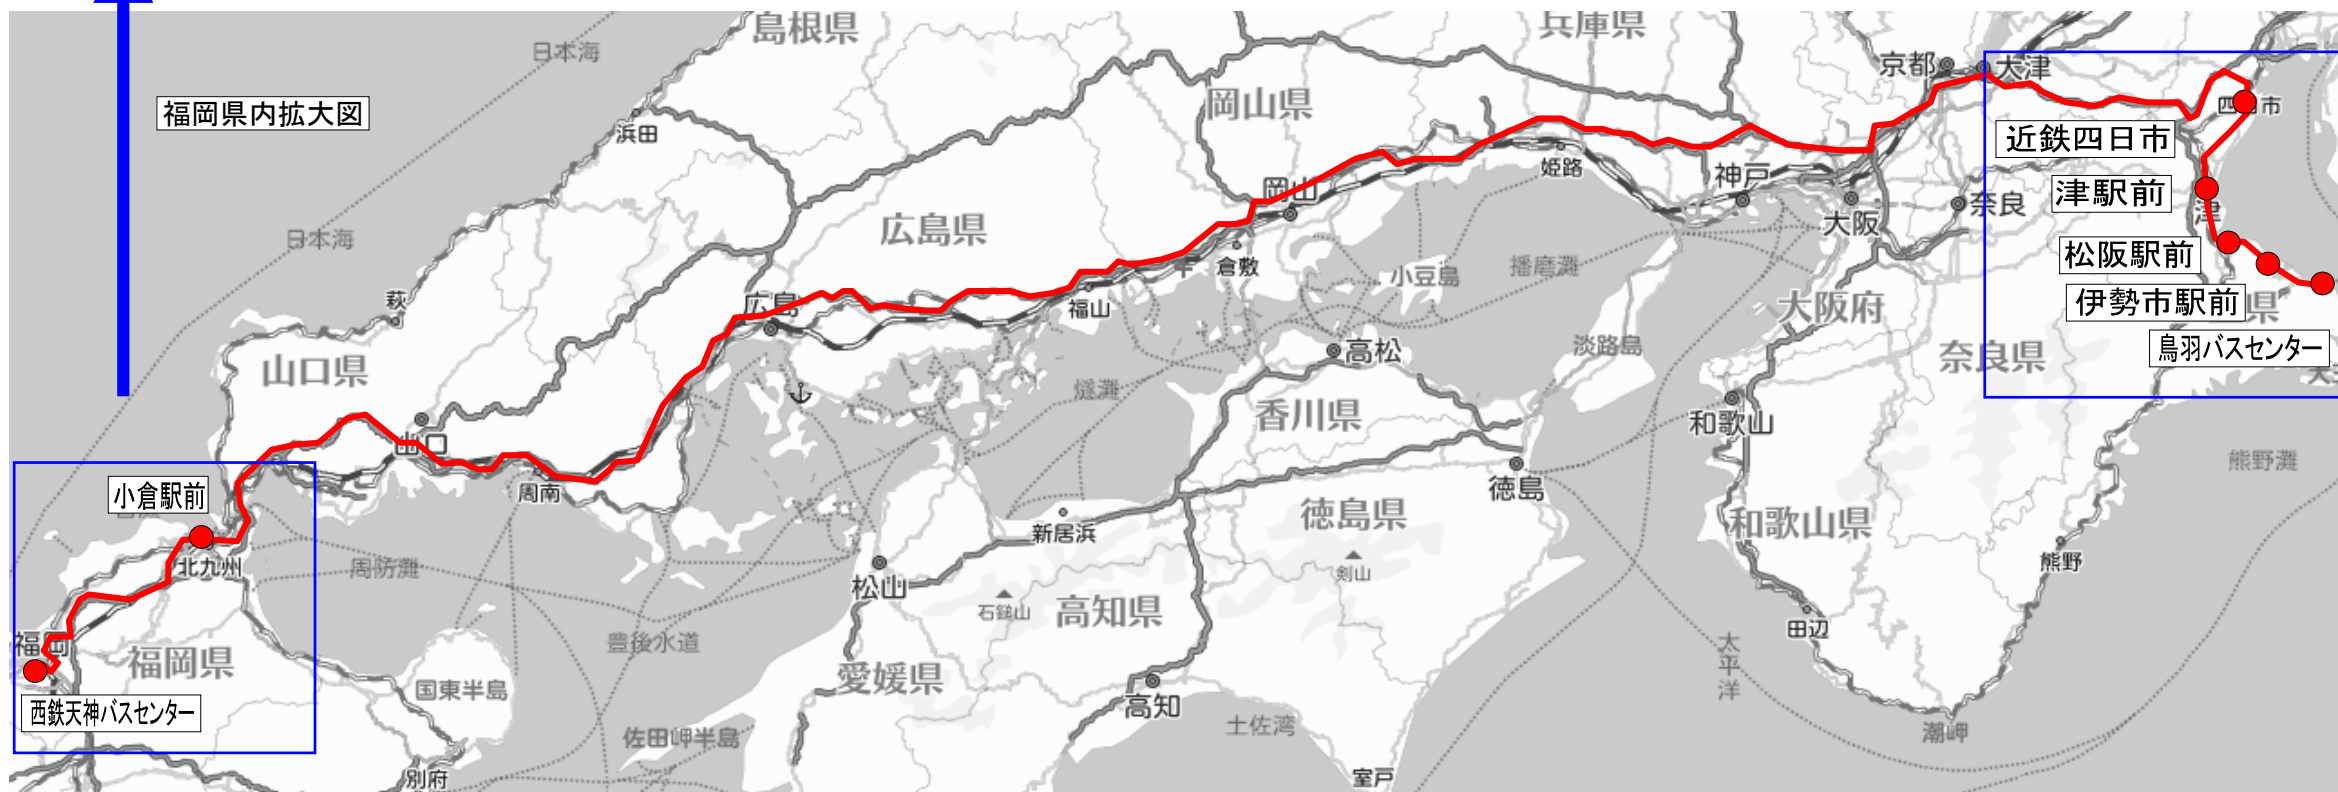 島根県
兵庫県
日本海
京都
大津
福岡県内拡大図
岡山県
四日市
浜田
近鉄四日市
姫路
神戸
岡山
津駅前
奈良
津
大阪
広島県
日本海
松阪駅前
倉敷
播磨灘
小豆島
伊勢市駅前
萩
広島
福山
大阪府
県
鳥羽バスセンター
淡路島
高松
奈良県
山口県
燧灘
香川県
和歌山
山口
熊野灘
周南
徳島
小倉駅前
徳島県
和歌山県
新居浜
熊野
北九州
周防灘
剣山
松山
石鎚山
高知県
田辺
豊後水道
太平洋
福岡
福岡県
愛媛県
国東半島
高知
西鉄天神バスセンター
土佐湾
潮岬
佐田岬半島
別府
室戸